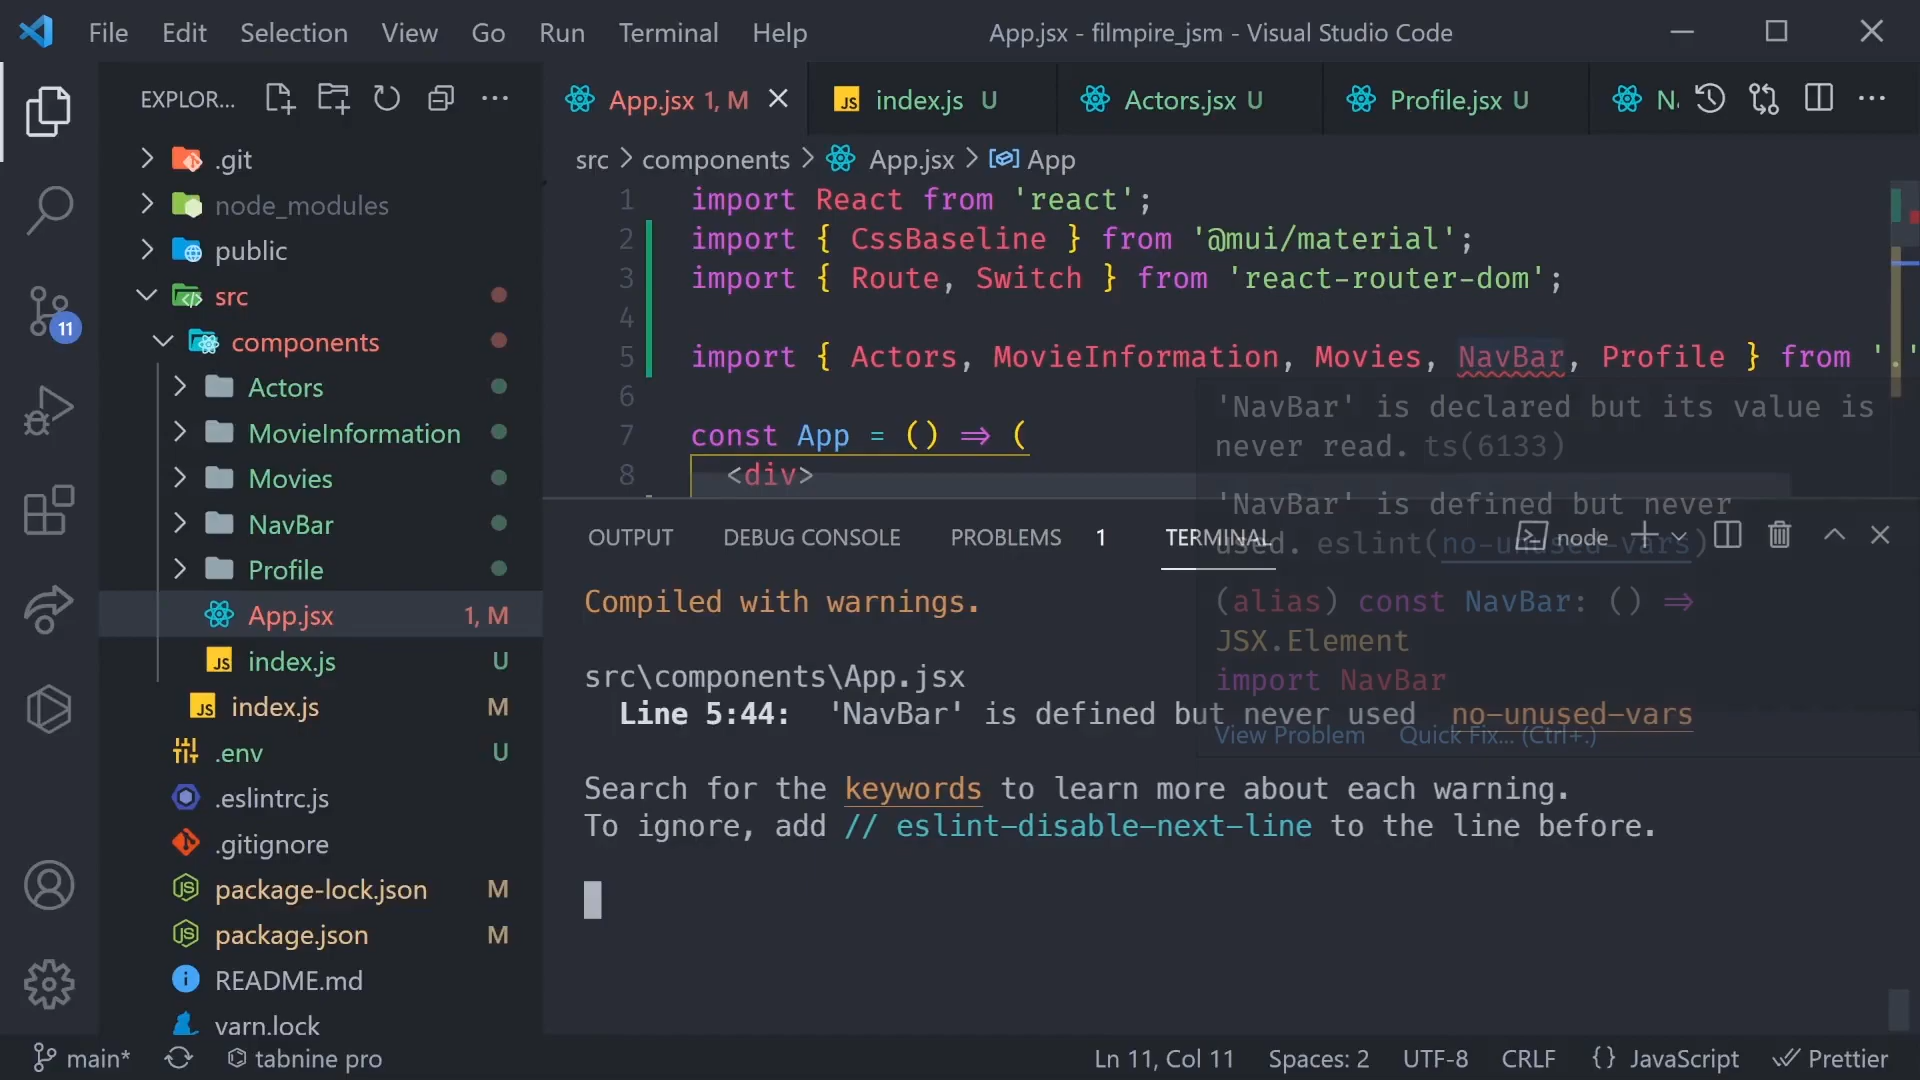 File Edit Selection View Go Run Terminal Help App.jsx - filmpire_jsm - Visual Studio Code
EXPLOR...
App.jsx 1, M
index.js U
Actors.jsx U
Profile.jsx U
src > components > App.jsx > App
.git
node_modules
public
src
components
Actors
MovieInformation
Movies
NavBar
Profile
App.jsx 1, M
index.js U
index.js M
.env U
.eslintrc.js
.gitignore
package-lock.json M
package.json M
README.md
yarn.lock
11
1 import React from 'react';
2 import { CssBaseline } from '@mui/material';
3 import { Route, Switch } from 'react-router-dom';
4
5 import { Actors, MovieInformation, Movies, NavBar, Profile } from '.'
6
7 const App = () => (
8 <div>
'NavBar' is declared but its value is
never read. ts(6133)
'NavBar' is defined but never
used. eslint(no-unused-vars)
(alias) const NavBar: () =>
JSX.Element
import NavBar
View Problem Quick Fix... (Ctrl+.)
OUTPUT DEBUG CONSOLE PROBLEMS 1 TERMINAL node
Compiled with warnings.
src\components\App.jsx
Line 5:44: 'NavBar' is defined but never used no-unused-vars
Search for the keywords to learn more about each warning.
To ignore, add // eslint-disable-next-line to the line before.
main* tabnine pro Ln 11, Col 11 Spaces: 2 UTF-8 CRLF {} JavaScript Prettier